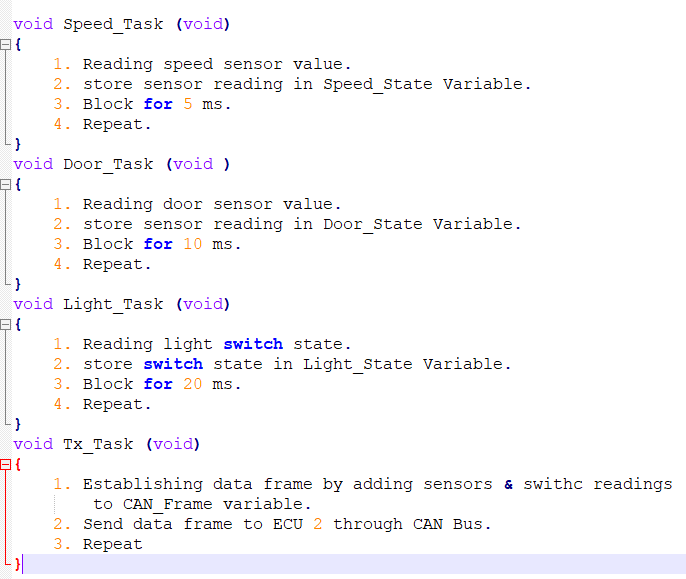 void Speed_Task (void)
{
1. Reading speed sensor value.
2. store sensor reading in Speed_State Variable.
3. Block for 5 ms.
4. Repeat.
}
void Door_Task (void )
{
1. Reading door sensor value.
2. store sensor reading in Door_State Variable.
3. Block for 10 ms.
4. Repeat.
}
void Light_Task (void)
{
1. Reading light switch state.
2. store switch state in Light_State Variable.
3. Block for 20 ms.
4. Repeat.
}
void Tx_Task (void)
{
1. Establishing data frame by adding sensors & swithc readings
to CAN_Frame variable.
2. Send data frame to ECU 2 through CAN Bus.
3. Repeat
}